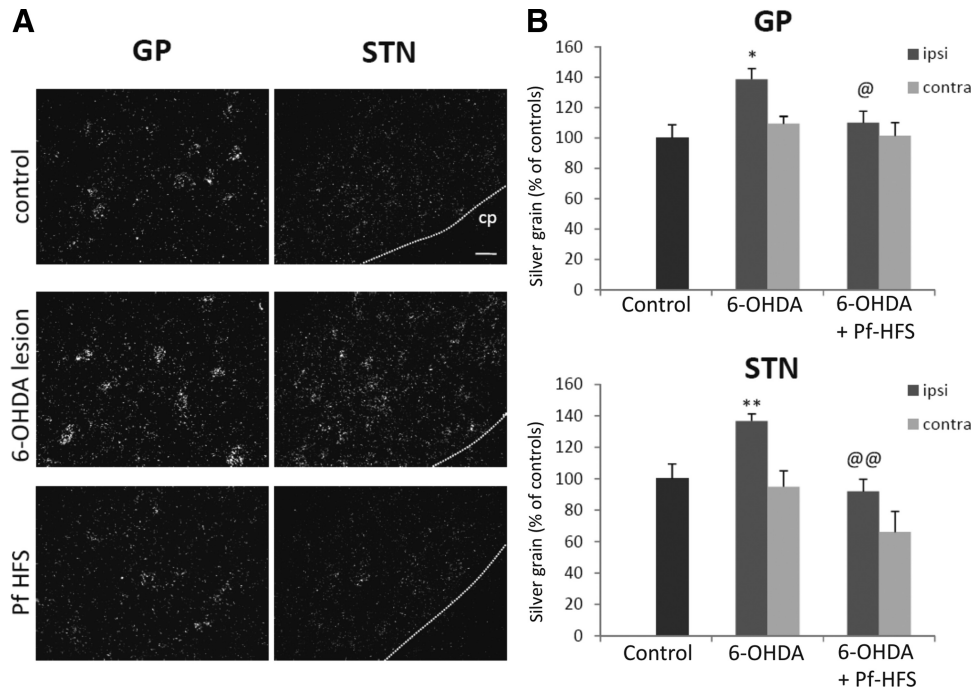 A
GP STN
control
cp
6-OHDA lesion
Pf HFS
B
GP
Silver grain (% of controls)
160
140
120
100
80
60
40
20
0
*
@
ipsi
contra
Control 6-OHDA 6-OHDA
+ Pf-HFS
STN
Silver grain (% of controls)
160
140
120
100
80
60
40
20
0
**
@@
ipsi
contra
Control 6-OHDA 6-OHDA
+ Pf-HFS